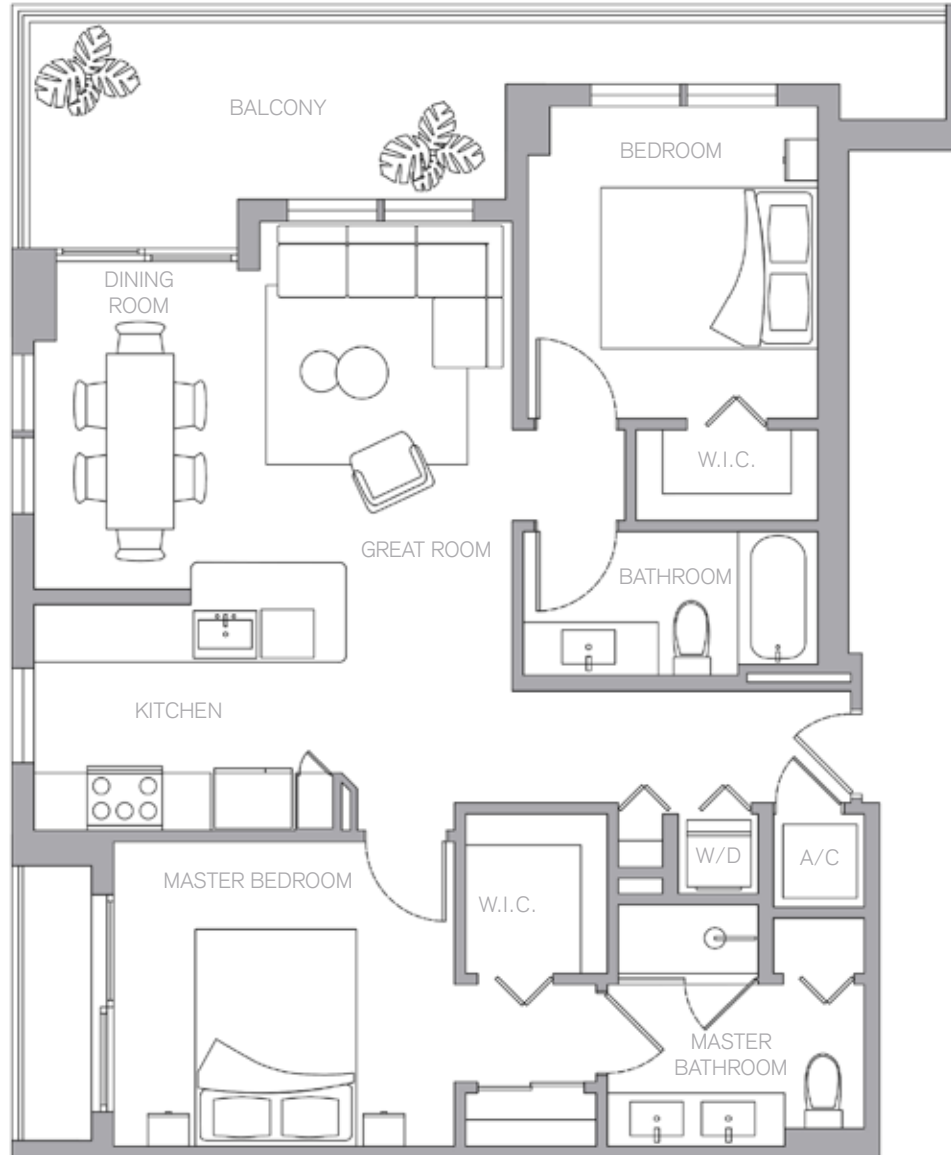 BALCONY
BEDROOM
DINING
ROOM
W.I.C.
GREAT ROOM
BATHROOM
KITCHEN
W/D
A/C
MASTER BEDROOM
W.I.C.
MASTER
BATHROOM